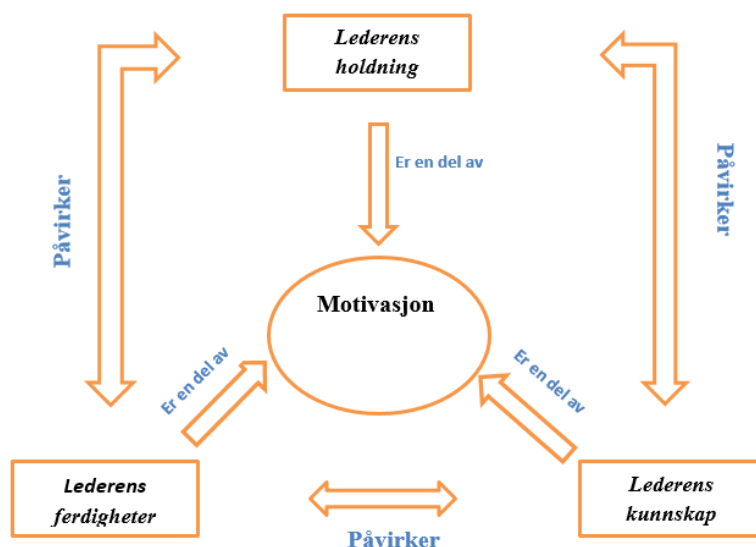 Lederens
holdning
Er en del av
Påvirker
Påvirker
Motivasjon
Er en del av
Er en del av
Lederens
ferdigheter
Lederens
kunnskap
Påvirker